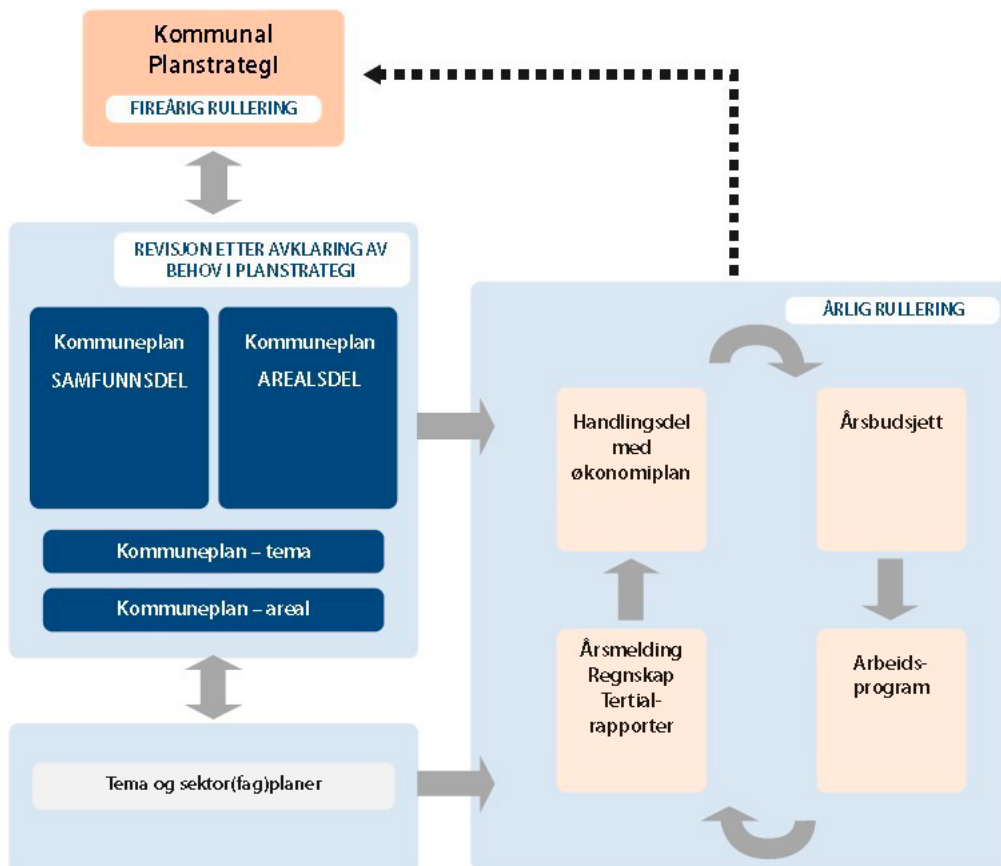 Kommunal
Planstrategi
FIREÅRIG RULLERING
REVISJON ETTER AVKLARING AV
BEHOV I PLANSTRATEGI
Kommuneplan
SAMFUNNSDEL
Kommuneplan
AREALSDEL
Kommuneplan – tema
Kommuneplan – areal
Tema og sektor(fag)planer
ÅRLIG RULLERING
Handlingsdel
med
økonomiplan
Årsbudsjett
Årsmelding
Regnskap
Tertial-
rapporter
Arbeids-
program